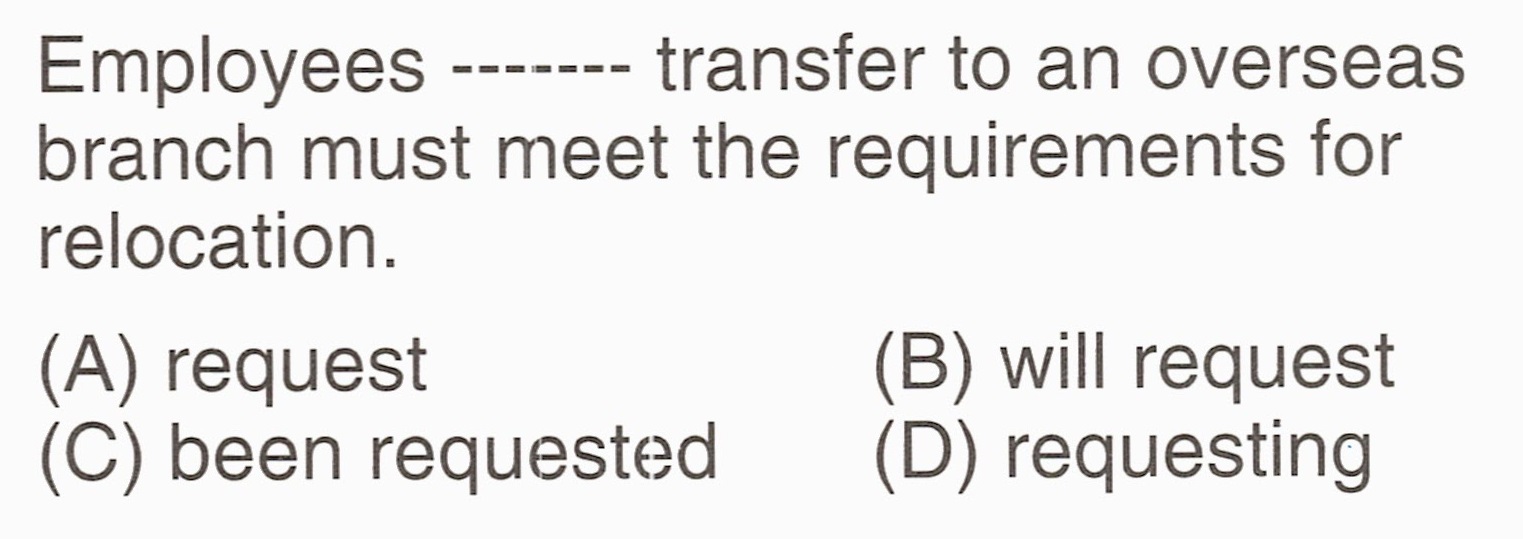 Employees ------- transfer to an overseas
branch must meet the requirements for
relocation.
(A) request (B) will request
(C) been requested (D) requesting